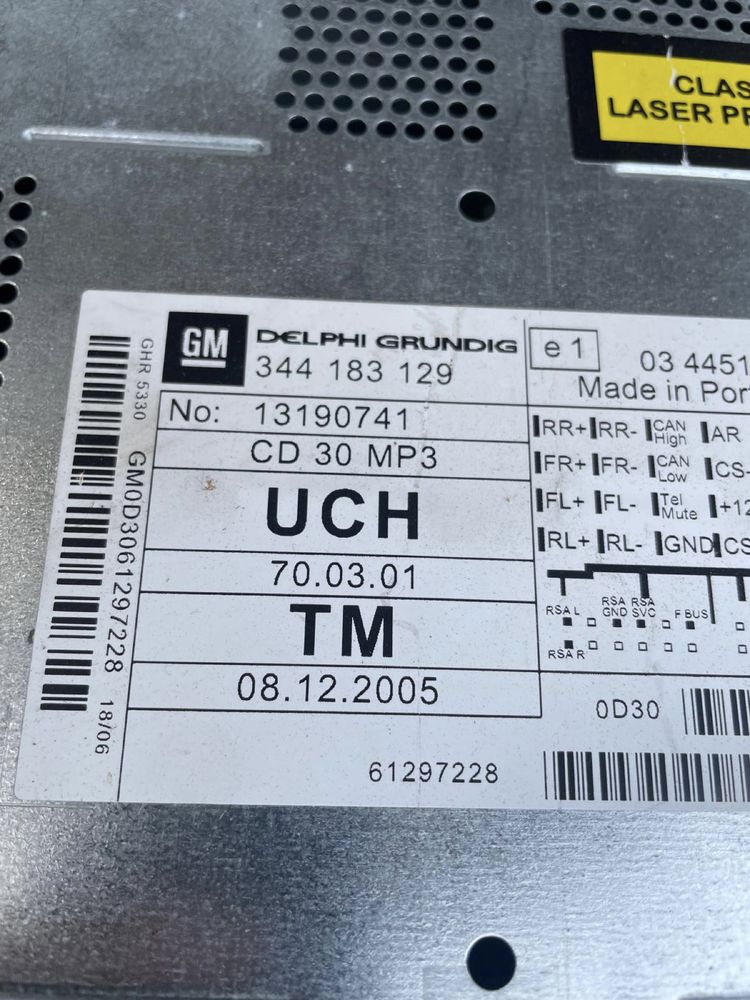 CLAS
LASER PR
GM DELPHI GRUNDIG
344 183 129
No: 13190741
CD 30 MP3
UCH
70.03.01
TM
08.12.2005
61297228
GHR 5330
GM0D3061297228 18/06
e 1
03 4451
Made in Por
RR+ RR- CAN High AR
FR+ FR- CAN Low CS-
FL+ FL- Tel Mute +12
RL+ RL- GND CS
RSA L RSA GND RSA SVC F BUS
RSA R
0D30